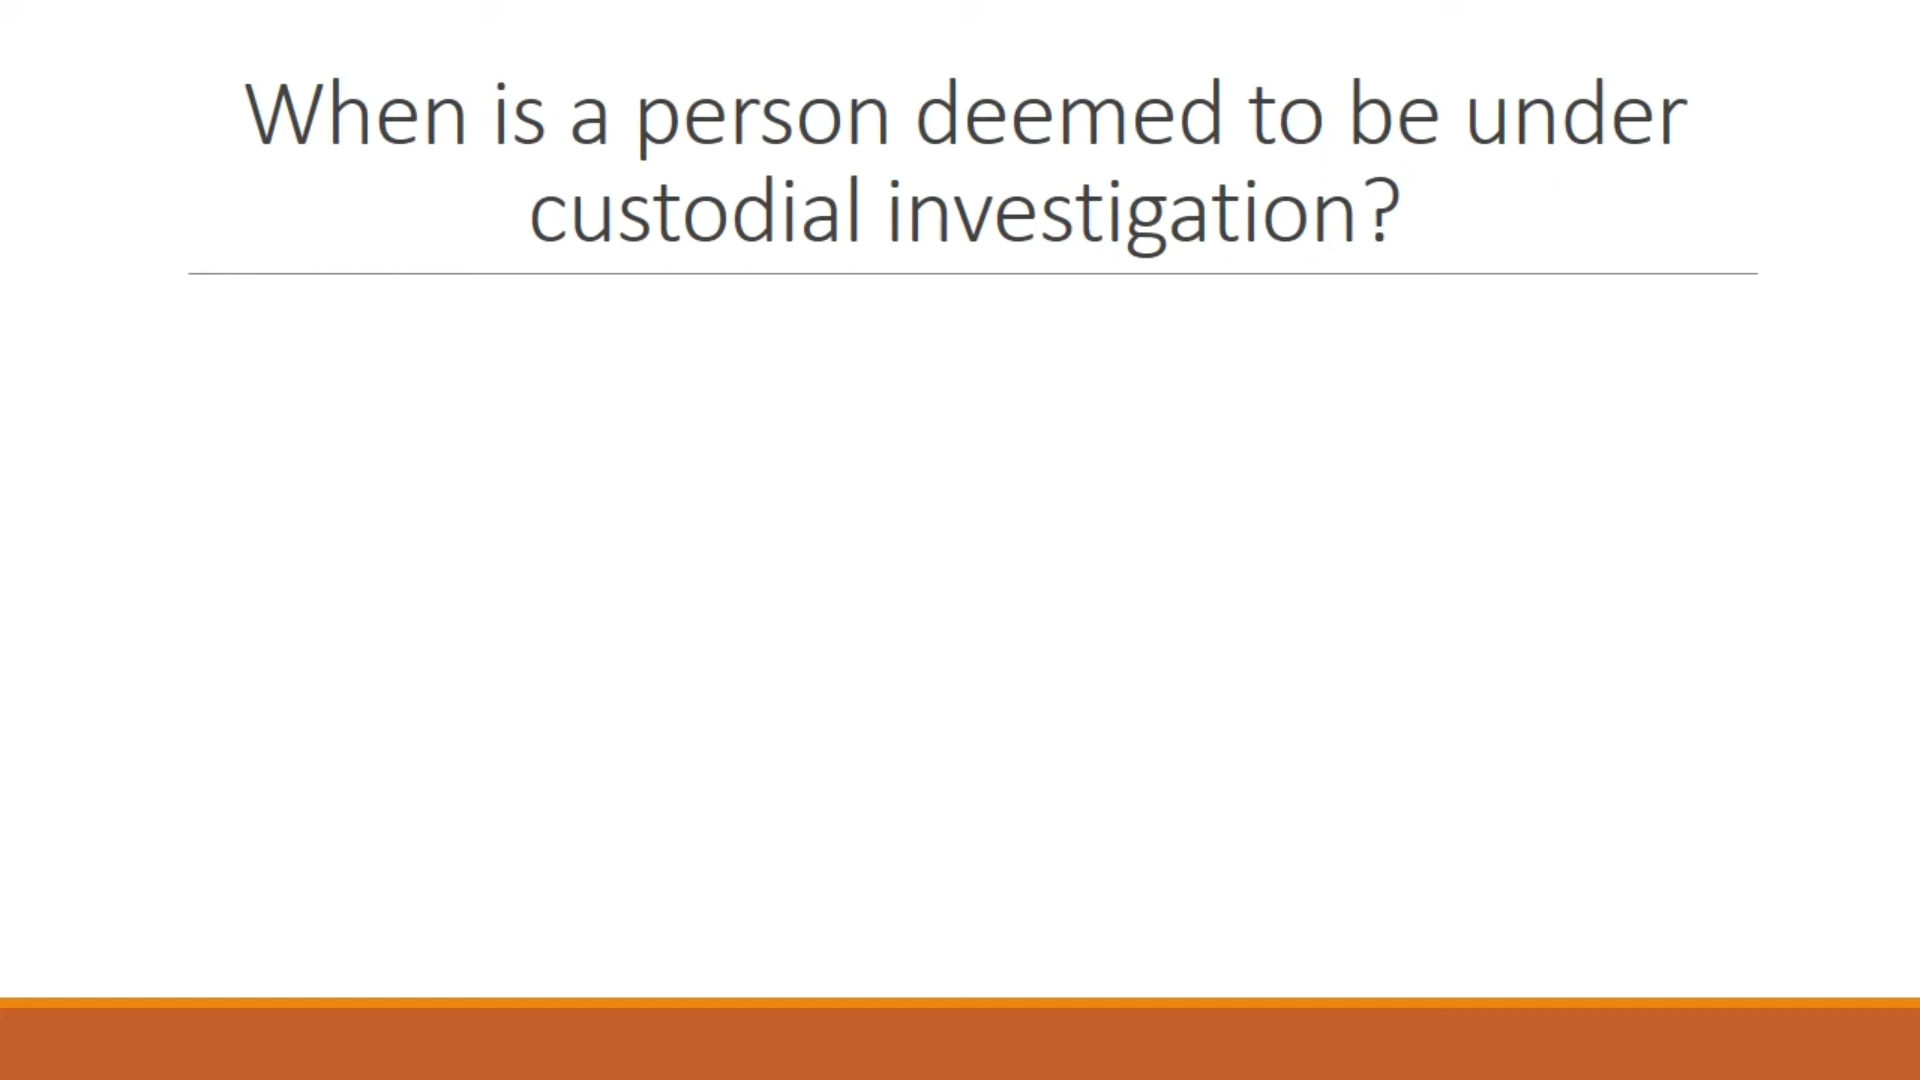 When is a person deemed to be under
custodial investigation?